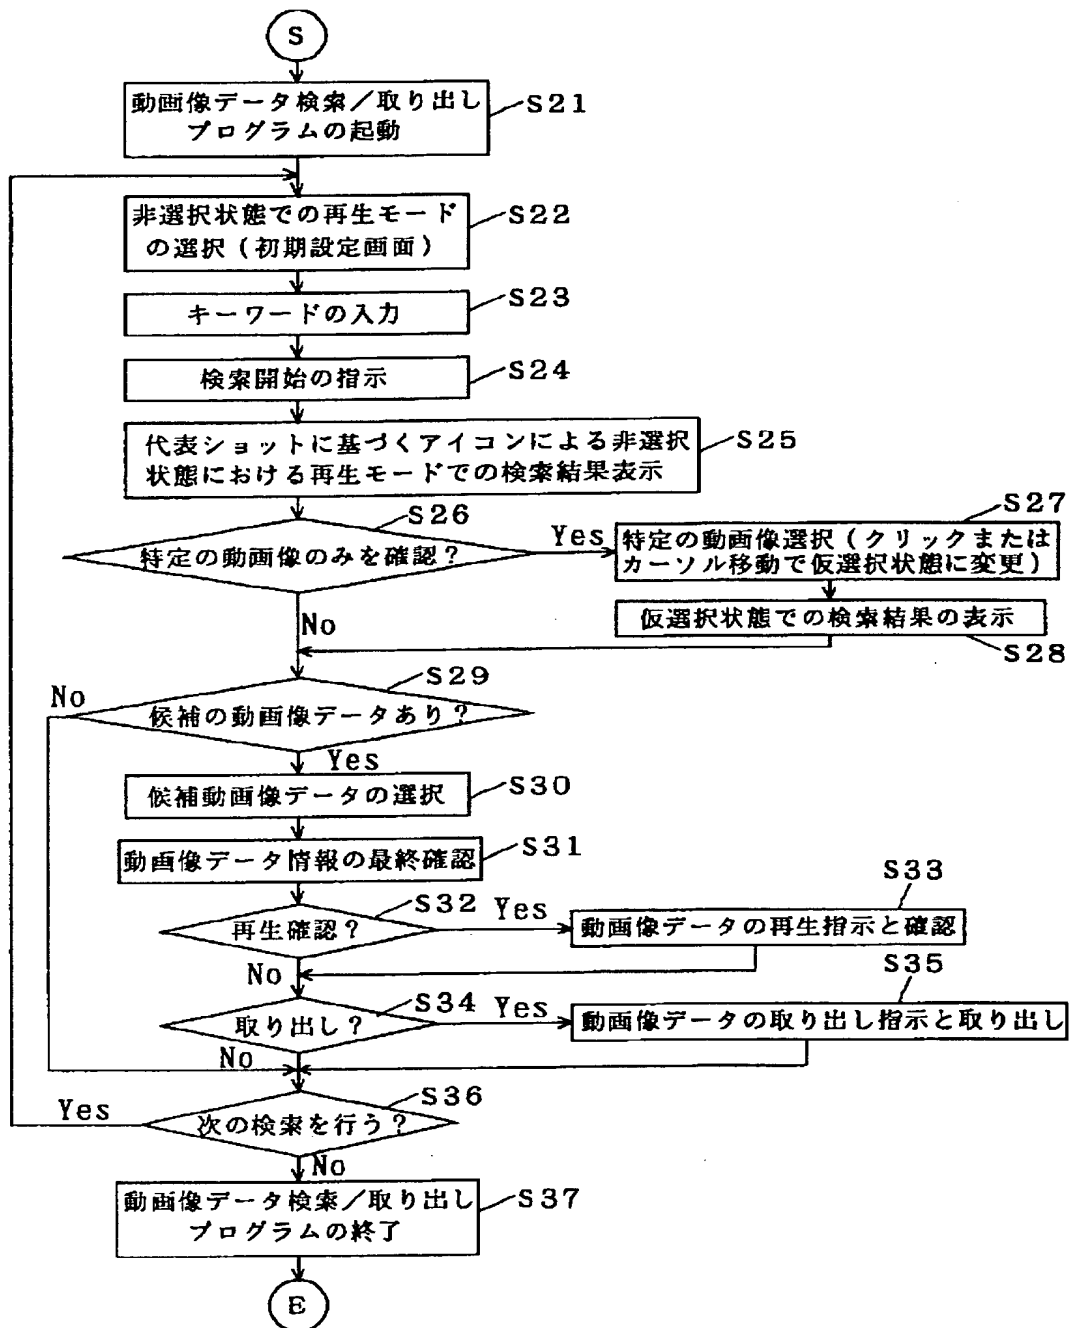 S
動画像データ検索／取り出し
プログラムの起動
S21
非選択状態での再生モード
の選択（初期設定画面）
S22
キーワードの入力
S23
検索開始の指示
S24
代表ショットに基づくアイコンによる非選択
状態における再生モードでの検索結果表示
S25
S26
特定の動画像のみを確認？
Yes
S27
特定の動画像選択（クリックまたは
カーソル移動で仮選択状態に変更）
仮選択状態での検索結果の表示
S28
No
S29
No
候補の動画像データあり？
Yes
候補動画像データの選択
S30
動画像データ情報の最終確認
S31
S32
再生確認？
Yes
S33
動画像データの再生指示と確認
No
S34
取り出し？
Yes
S35
動画像データの取り出し指示と取り出し
No
S36
Yes
次の検索を行う？
No
動画像データ検索／取り出し
プログラムの終了
S37
E